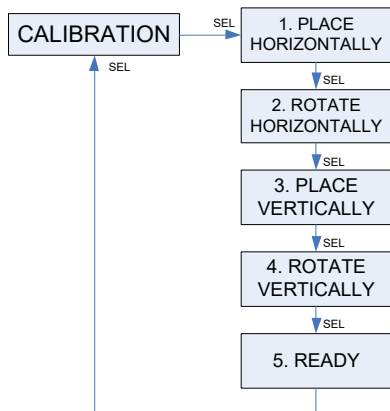 CALIBRATION
SEL
1. PLACE
HORIZONTALLY
SEL
2. ROTATE
HORIZONTALLY
SEL
3. PLACE
VERTICALLY
SEL
4. ROTATE
VERTICALLY
SEL
5. READY
SEL